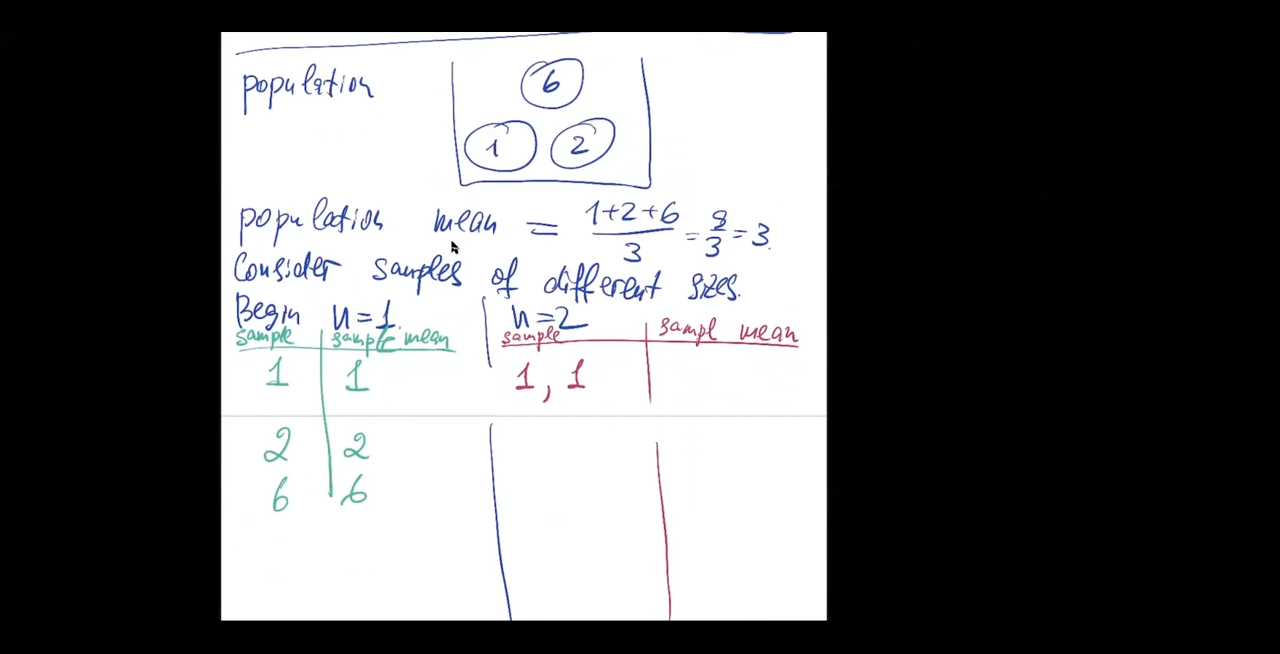 population
6
1 2
population mean = 1+2+6/3 = 9/3 = 3.
Consider samples of different sizes.
Begin n=1. n=2
sample sample mean sample sampl mean
1 1 1, 1
2 2
6 6